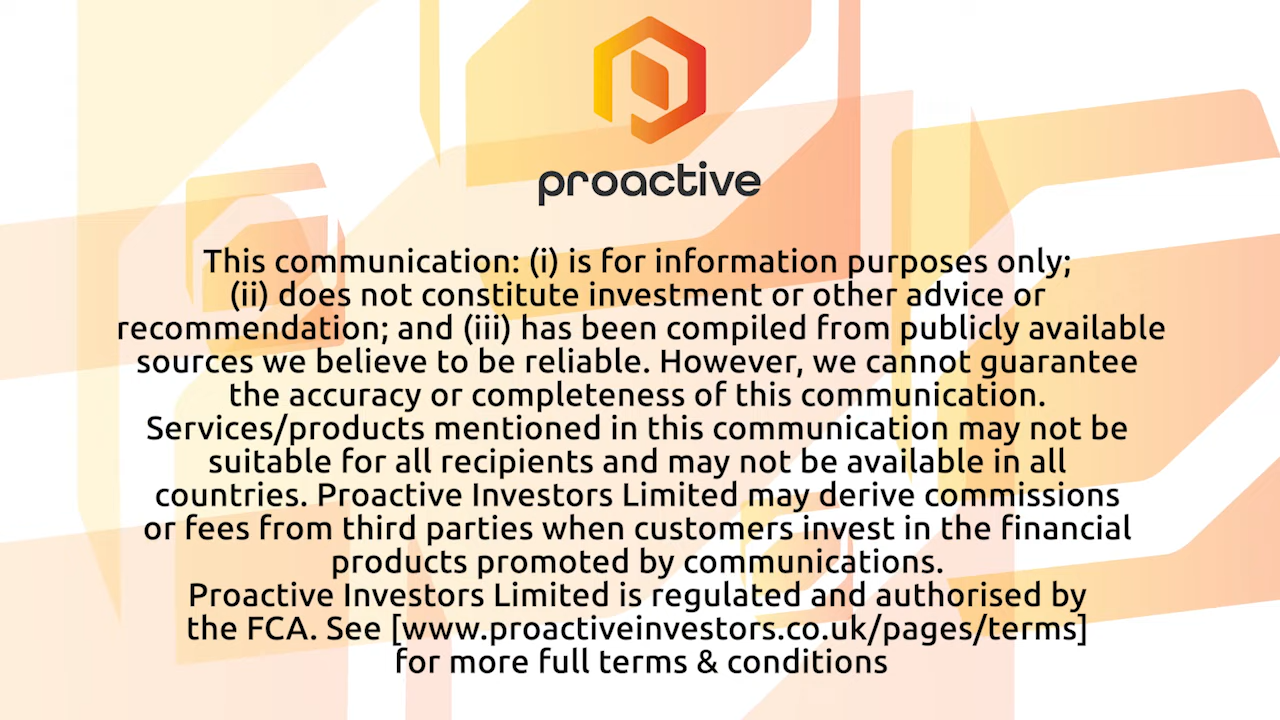 proactive
This communication: (i) is for information purposes only;
(ii) does not constitute investment or other advice or
recommendation; and (iii) has been compiled from publicly available
sources we believe to be reliable. However, we cannot guarantee
the accuracy or completeness of this communication.
Services/products mentioned in this communication may not be
suitable for all recipients and may not be available in all
countries. Proactive Investors Limited may derive commissions
or fees from third parties when customers invest in the financial
products promoted by communications.
Proactive Investors Limited is regulated and authorised by
the FCA. See [www.proactiveinvestors.co.uk/pages/terms]
for more full terms & conditions